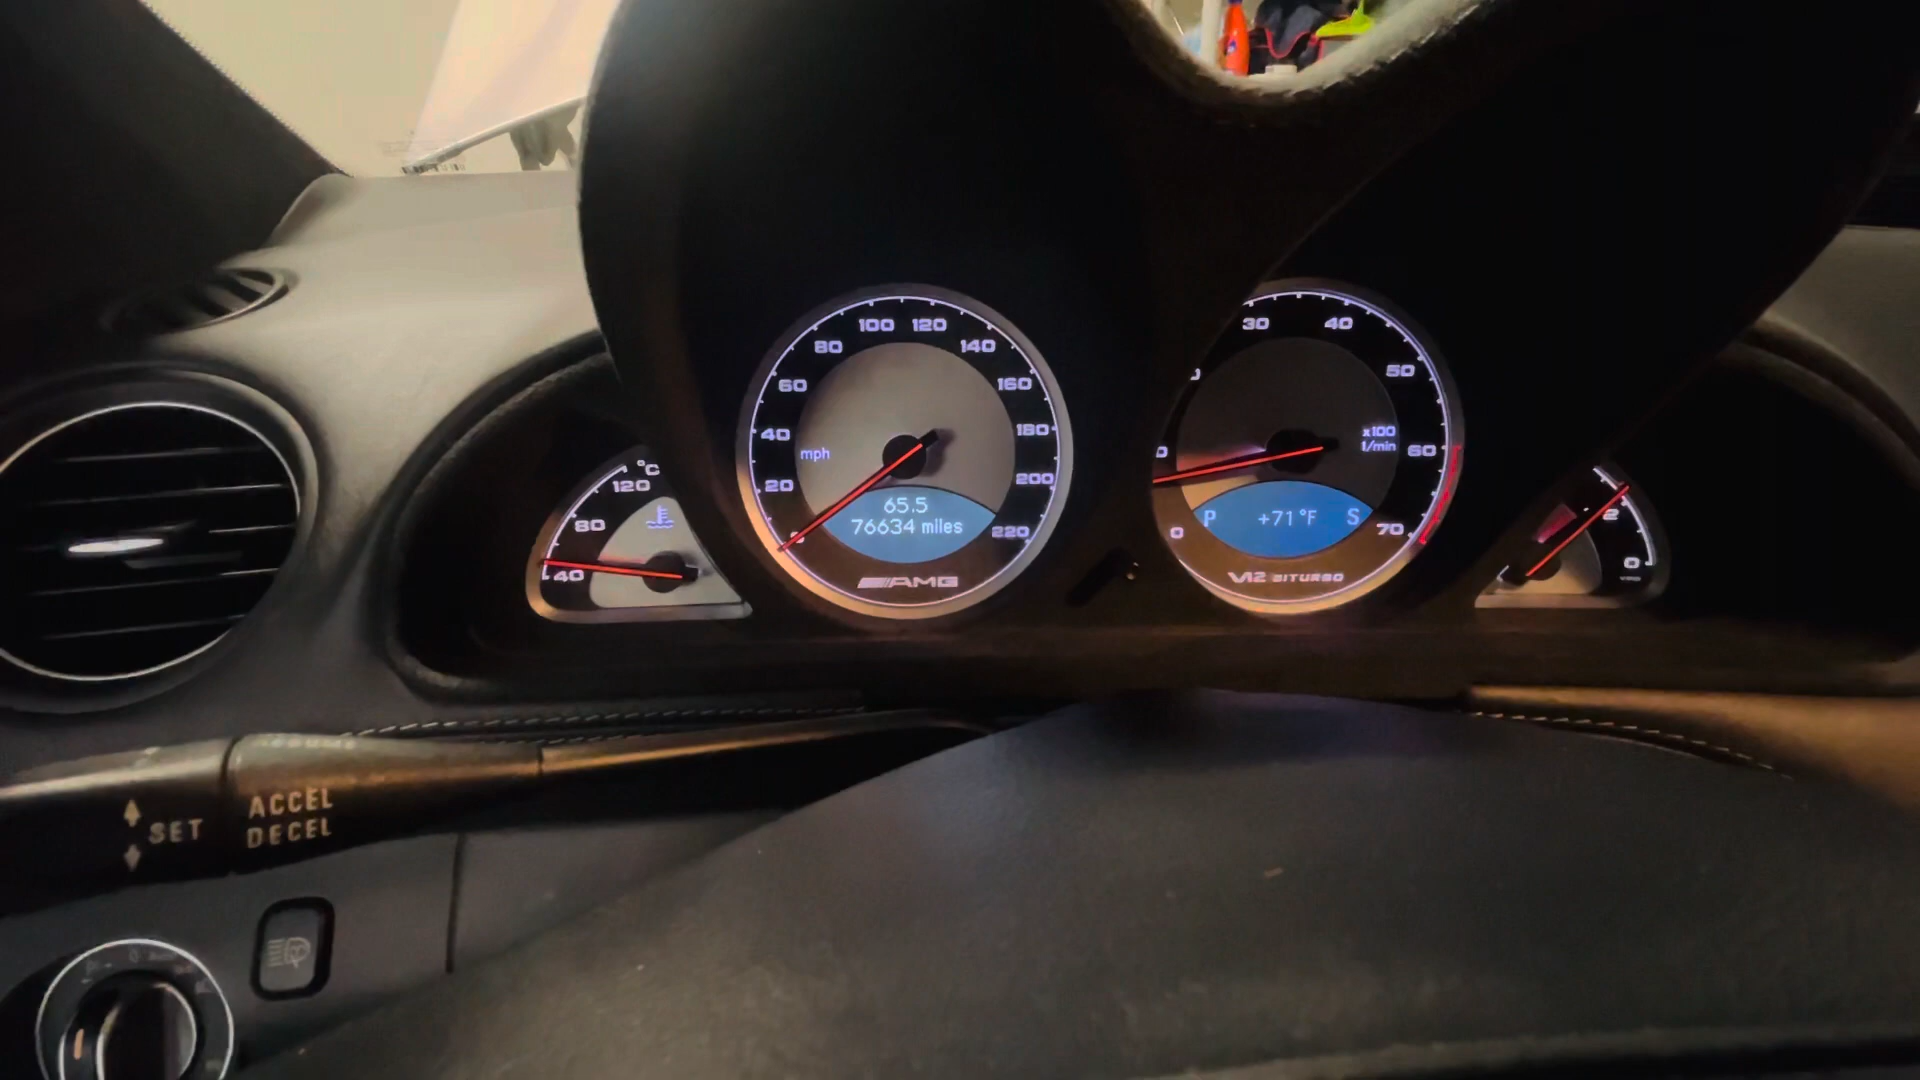 °C
120
80
40
100 120
80
140
60
160
40
180
mph
20
200
220
65.5
76634 miles
AMG
30
40
50
60
70
0
x100
1/min
P +71°F S
V12 BITURBO
2
0
SET
ACCEL
DECEL